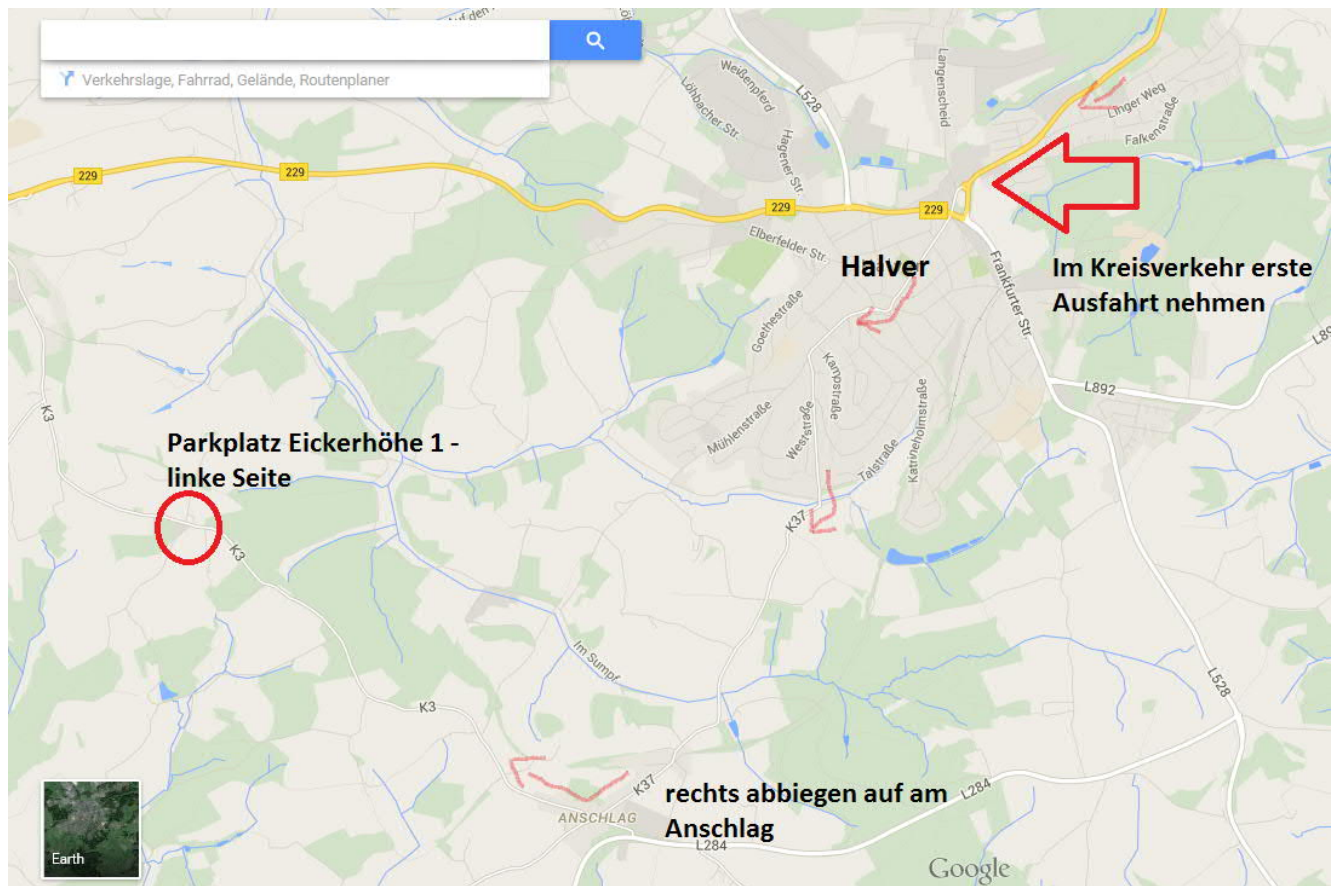 Verkehrslage, Fahrrad, Gelände, Routenplaner
Auf den
Weißenpferd
Löhbacher Str.
L528
Hagener Str.
Langenscheid
Linger Weg
Falkenstraße
229
229
229
229
Elberfelder Str.
Halver
Frankfurter Str.
Im Kreisverkehr erste
Ausfahrt nehmen
Goethestraße
Kampstraße
L892
K3
Mühlenstraße
Weststraße
Talstraße
Katrineholmstraße
Parkplatz Eickerhöhe 1 -
linke Seite
K37
K3
Im Sumpf
L528
K3
K37
rechts abbiegen auf am
Anschlag
L284
ANSCHLAG
L284
Earth
Google